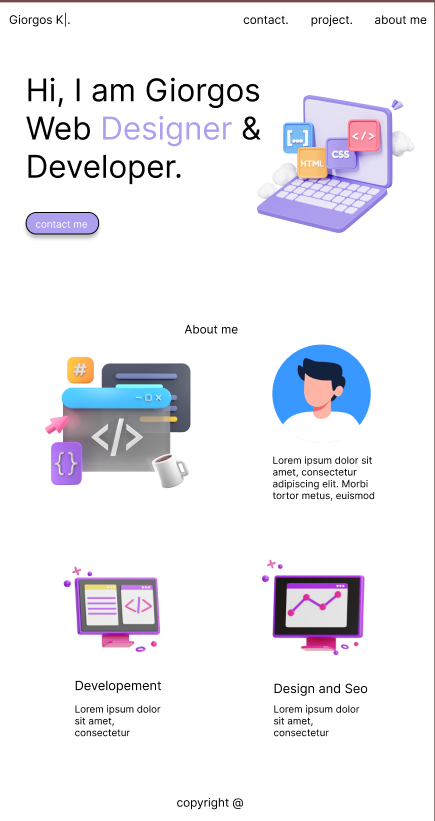 Giorgos K|.
contact.
project.
about me
Hi, I am Giorgos
Web Designer &
Developer.
contact me
[...]
HTML
CSS
</>
About me
#
</>
{}
Lorem ipsum dolor sit
amet, consectetur
adipiscing elit. Morbi
tortor metus, euismod
</>
Developement
Lorem ipsum dolor
sit amet,
consectetur
Design and Seo
Lorem ipsum dolor
sit amet,
consectetur
copyright @